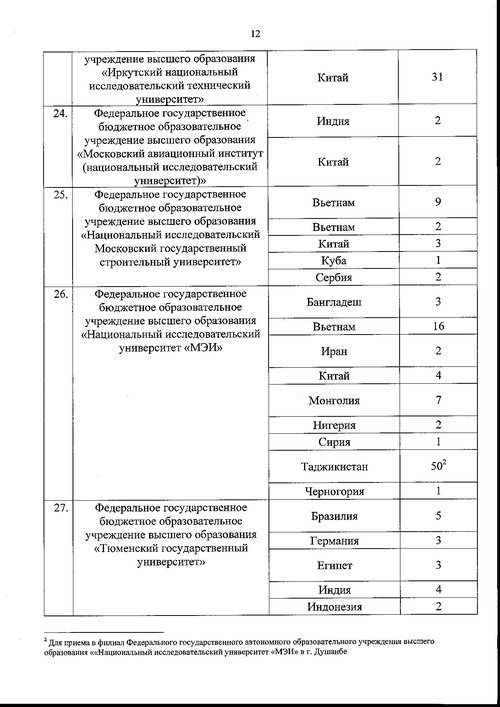 12
учреждение высшего образования
«Иркутский национальный
исследовательский технический
университет»
Китай 31
24. Федеральное государственное
бюджетное образовательное
учреждение высшего образования
«Московский авиационный институт
(национальный исследовательский
университет)»
Индия 2
Китай 2
25. Федеральное государственное
бюджетное образовательное
учреждение высшего образования
«Национальный исследовательский
Московский государственный
строительный университет»
Вьетнам 9
Вьетнам 2
Китай 3
Куба 1
Сербия 2
26. Федеральное государственное
бюджетное образовательное
учреждение высшего образования
«Национальный исследовательский
университет «МЭИ»
Бангладеш 3
Вьетнам 16
Иран 2
Китай 4
Монголия 7
Нигерия 2
Сирия 1
Таджикистан 50²
Черногория 1
27. Федеральное государственное
бюджетное образовательное
учреждение высшего образования
«Тюменский государственный
университет»
Бразилия 5
Германия 3
Египет 3
Индия 4
Индонезия 2
² Для приема в филиал Федерального государственного автономного образовательного учреждения высшего
образования ««Национальный исследовательский университет «МЭИ» в г. Душанбе